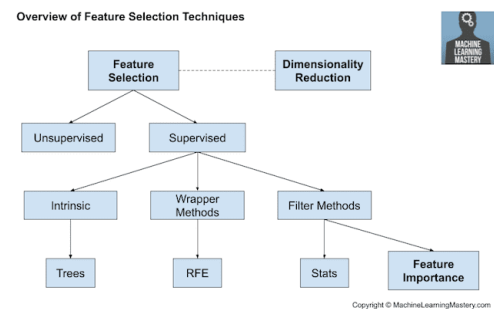 Overview of Feature Selection Techniques
MACHINE
LEARNING
MASTERY
Feature
Selection
Dimensionality
Reduction
Unsupervised
Supervised
Intrinsic
Wrapper
Methods
Filter Methods
Trees
RFE
Stats
Feature
Importance
Copyright © MachineLearningMastery.com